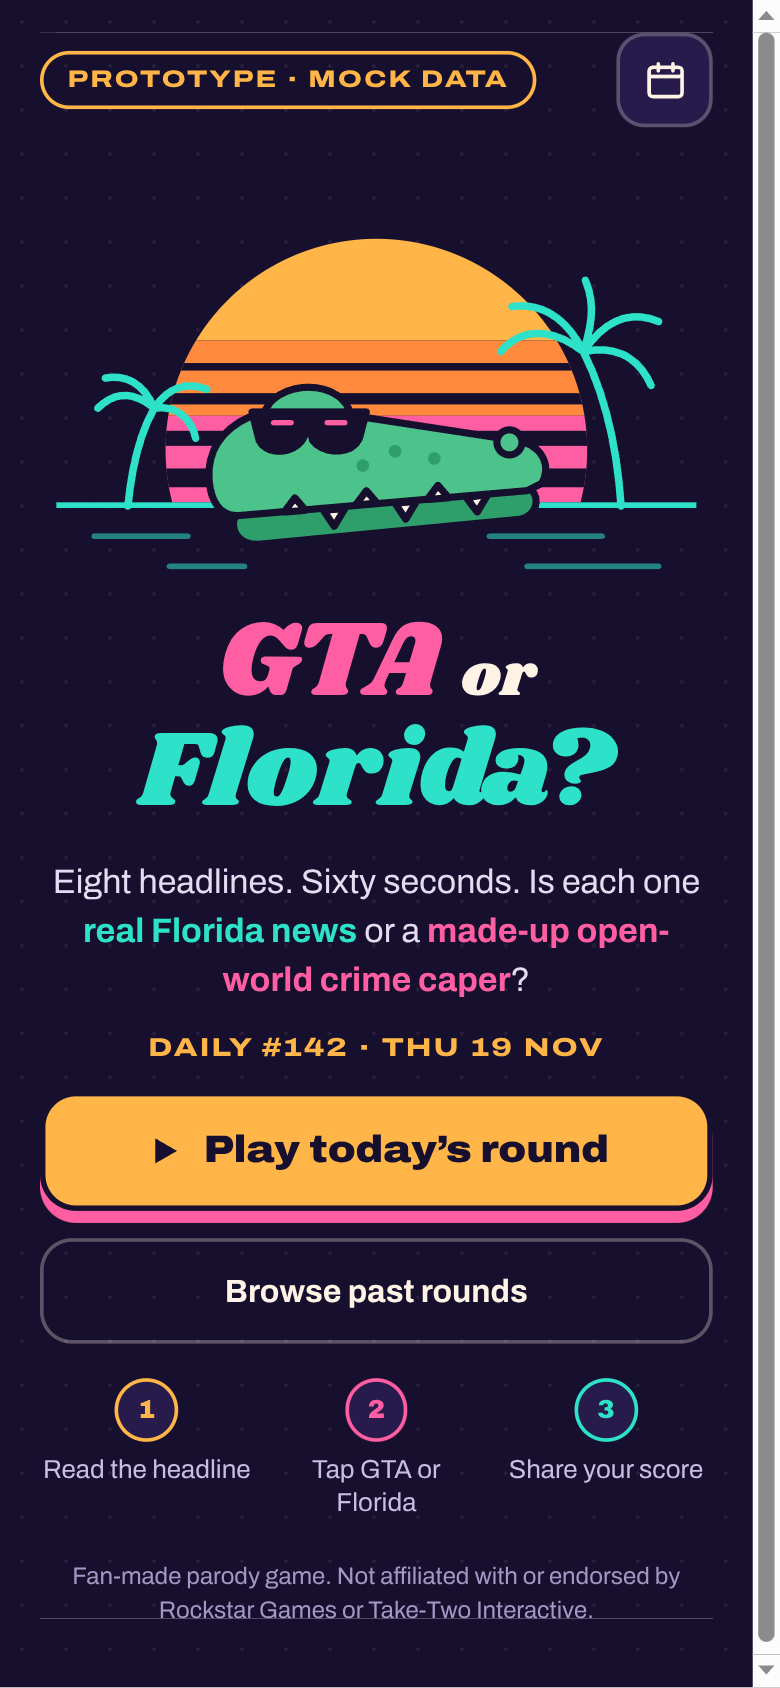 PROTOTYPE · MOCK DATA
GTA or
Florida?
Eight headlines. Sixty seconds. Is each one
real Florida news or a made-up open-
world crime caper?
DAILY #142 · THU 19 NOV
Play today’s round
Browse past rounds
1
Read the headline
2
Tap GTA or
Florida
3
Share your score
Fan-made parody game. Not affiliated with or endorsed by
Rockstar Games or Take-Two Interactive.